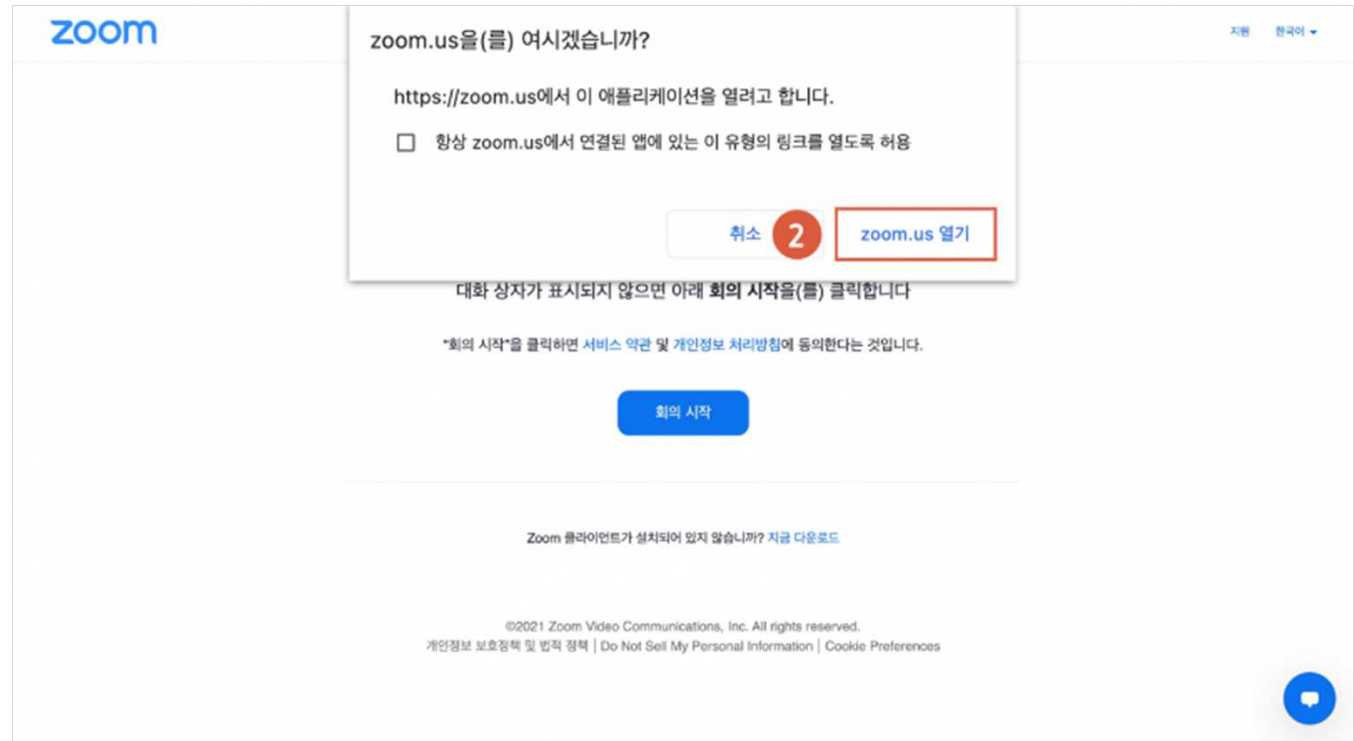 zoom
지원 한국어
zoom.us을(를) 여시겠습니까?
https://zoom.us에서 이 애플리케이션을 열려고 합니다.
항상 zoom.us에서 연결된 앱에 있는 이 유형의 링크를 열도록 허용
취소 2 zoom.us 열기
대화 상자가 표시되지 않으면 아래 회의 시작을(를) 클릭합니다
"회의 시작"을 클릭하면 서비스 약관 및 개인정보 처리방침에 동의한다는 것입니다.
회의 시작
Zoom 클라이언트가 설치되어 있지 않습니까? 지금 다운로드
©2021 Zoom Video Communications, Inc. All rights reserved.
개인정보 보호정책 및 법적 정책 | Do Not Sell My Personal Information | Cookie Preferences